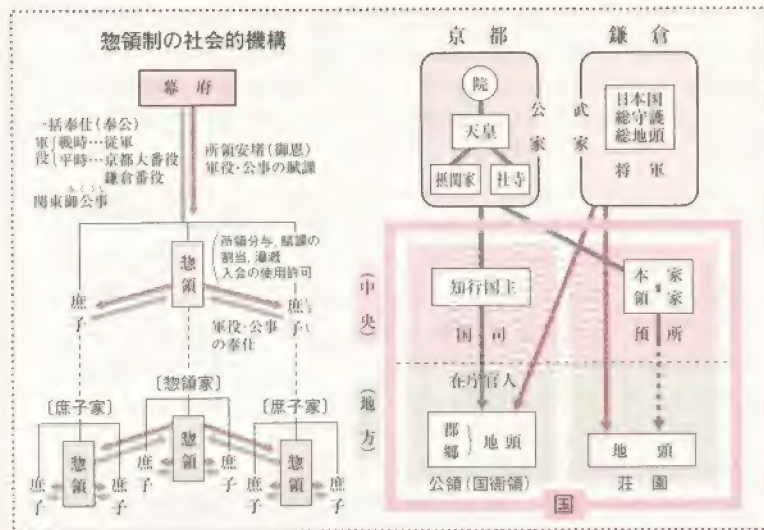 惣領制の社会的機構
幕府
一括奉仕(奉公)
軍役{戦時…従軍
平時…京都大番役
鎌倉番役
関東御公事
所領安堵(御恩)
軍役・公事の賦課
惣領
所領分与,賦課の
割当,灌漑
入会の使用許可
庶子
庶子
軍役・公事
の奉仕
〔庶子家〕
〔惣領家〕
〔庶子家〕
庶子
惣領
庶子
庶子
惣領
庶子
庶子
惣領
庶子
京都
鎌倉
院
天皇
摂関家
社寺
公家
武家
日本国
総守護
総地頭
将軍
(中央)
知行国主
国司
本家
領家
預所
(地方)
在庁官人
郡
郷
}地頭
地頭
公領(国衙領)
荘園
国